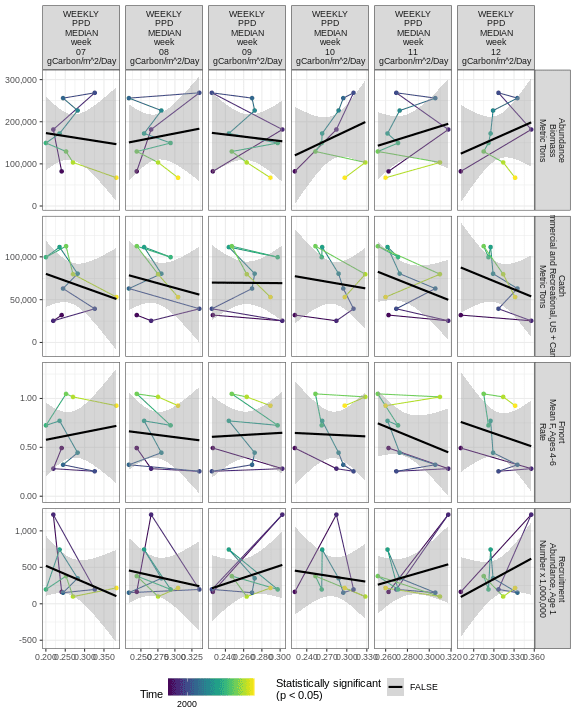 WEEKLY
PPD
MEDIAN
week
07
gCarbon/m^2/Day
WEEKLY
PPD
MEDIAN
week
08
gCarbon/m^2/Day
WEEKLY
PPD
MEDIAN
week
09
gCarbon/m^2/Day
WEEKLY
PPD
MEDIAN
week
10
gCarbon/m^2/Day
WEEKLY
PPD
MEDIAN
week
11
gCarbon/m^2/Day
WEEKLY
PPD
MEDIAN
week
12
gCarbon/m^2/Day
300,000
200,000
100,000
0
Abundance
Biomass
Metric Tons
100,000
50,000
0
Catch
mmercial and Recreational, US + Can
Metric Tons
1.00
0.50
0.00
Fmort
Mean F, Ages 4-6
Rate
1,000
500
0
-500
Recruitment
Abundance, Age 1
Number x 1,000,000
0.200 0.250 0.300 0.350
0.250 0.275 0.300 0.325
0.240 0.260 0.280 0.300
0.240 0.270 0.300 0.330
0.260 0.280 0.300 0.320
0.270 0.300 0.330 0.360
Time
2000
Statistically significant
(p < 0.05)
FALSE